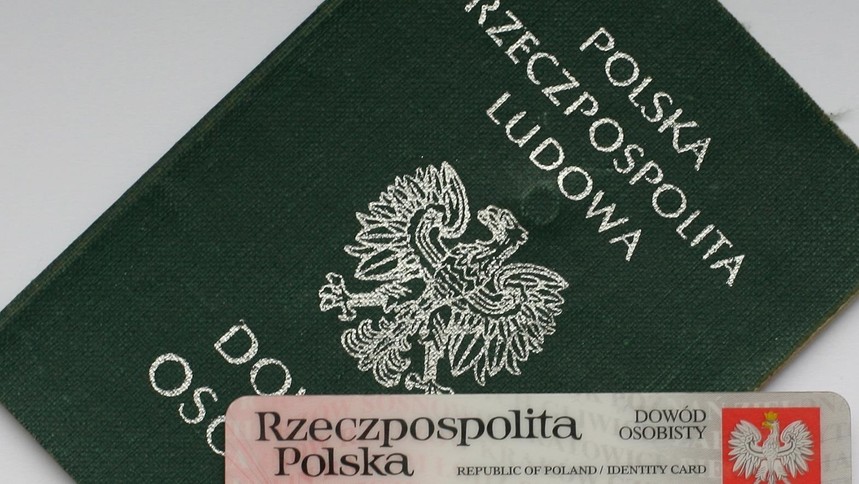 POLSKA
RZECZPOSPOLITA
LUDOWA
Rzeczpospolita
Polska
DOWÓD
OSOBISTY
REPUBLIC OF POLAND / IDENTITY CARD